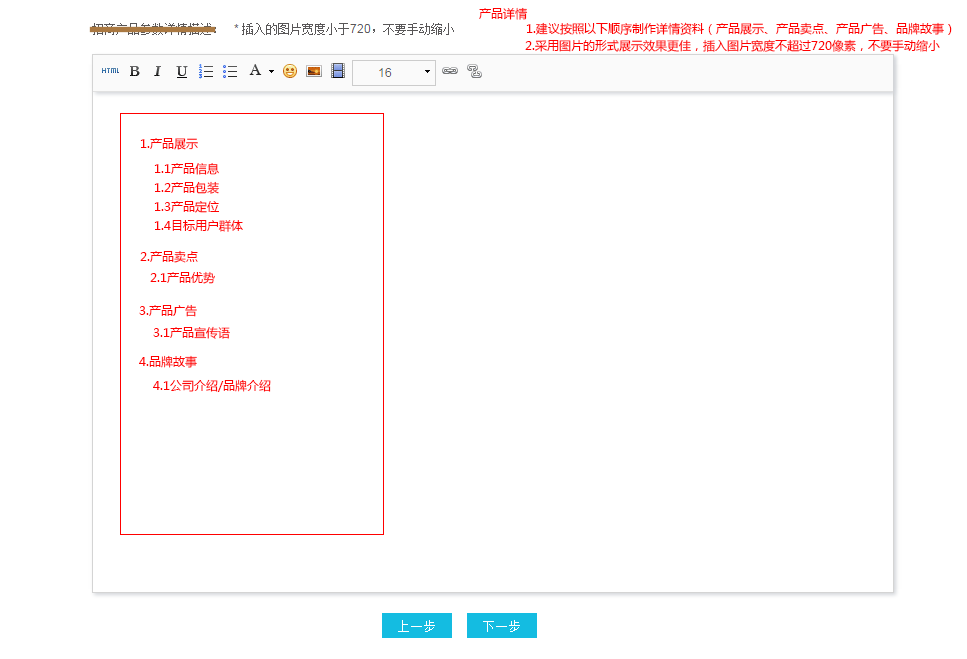 产品详情
招商产品参数详情描述:
* 插入的图片宽度小于720，不要手动缩小
1.建议按照以下顺序制作详情资料（产品展示、产品卖点、产品广告、品牌故事）
2.采用图片的形式展示效果更佳，插入图片宽度不超过720像素，不要手动缩小
HTML B I U A 16
1.产品展示
1.1产品信息
1.2产品包装
1.3产品定位
1.4目标用户群体
2.产品卖点
2.1产品优势
3.产品广告
3.1产品宣传语
4.品牌故事
4.1公司介绍/品牌介绍
上一步 下一步